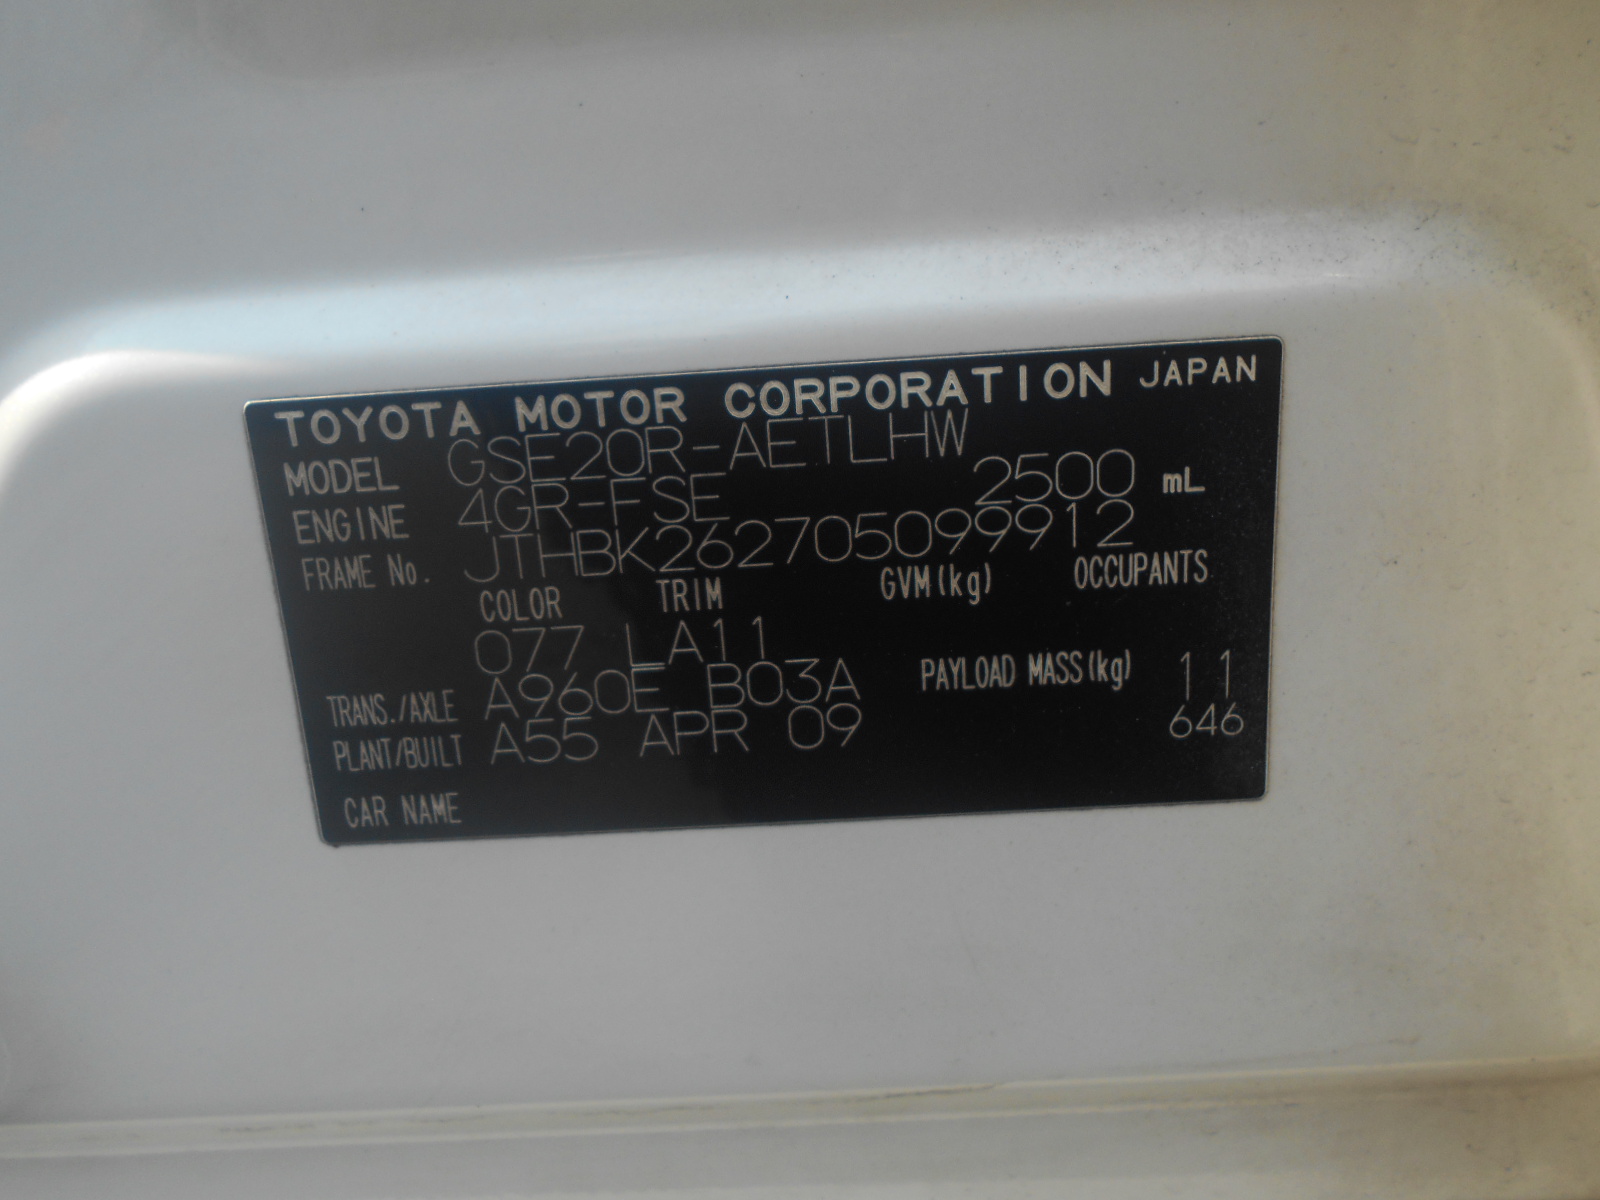 TOYOTA MOTOR CORPORATION JAPAN
MODEL GSE20R-AETLHW
ENGINE 4GR-FSE 2500 mL
FRAME No. JTHBK262705099912
COLOR TRIM GVM(kg) OCCUPANTS
077 LA11
TRANS./AXLE A960E B03A PAYLOAD MASS(kg) 11
PLANT/BUILT A55 APR 09 646
CAR NAME